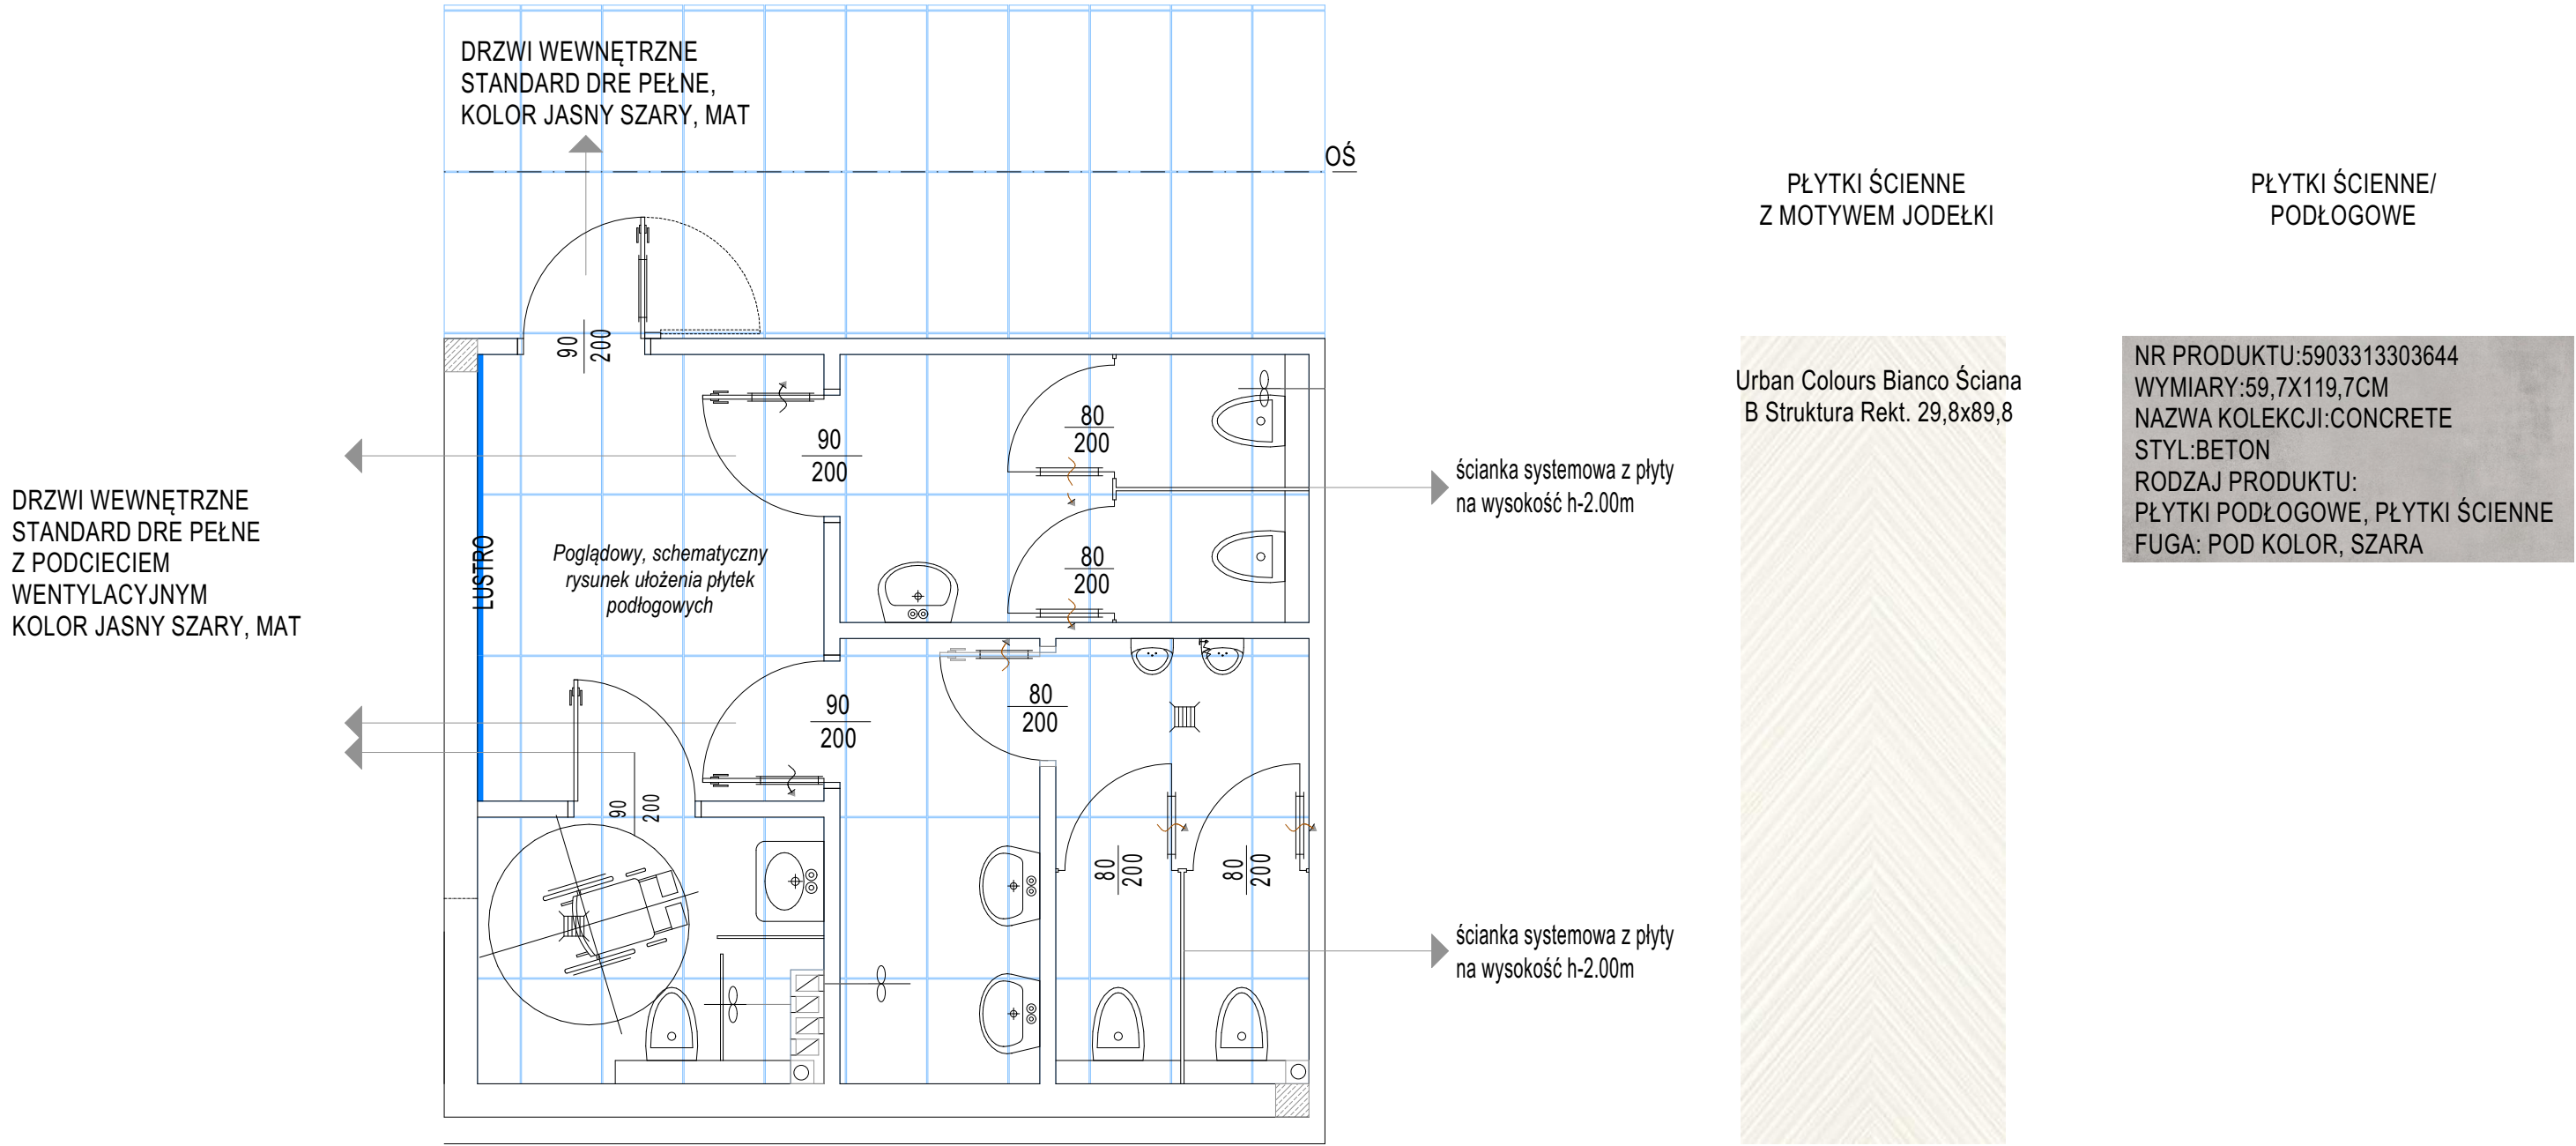 DRZWI WEWNĘTRZNE
STANDARD DRE PEŁNE,
KOLOR JASNY SZARY, MAT
OŚ
PŁYTKI ŚCIENNE
Z MOTYWEM JODEŁKI
PŁYTKI ŚCIENNE/
PODŁOGOWE
90
200
Urban Colours Bianco Ściana
B Struktura Rekt. 29,8x89,8
NR PRODUKTU:5903313303644
WYMIARY:59,7X119,7CM
NAZWA KOLEKCJI:CONCRETE
STYL:BETON
RODZAJ PRODUKTU:
PŁYTKI PODŁOGOWE, PŁYTKI ŚCIENNE
FUGA: POD KOLOR, SZARA
90
200
80
200
ścianka systemowa z płyty
na wysokość h-2.00m
DRZWI WEWNĘTRZNE
STANDARD DRE PEŁNE
Z PODCIECIEM
WENTYLACYJNYM
KOLOR JASNY SZARY, MAT
LUSTRO
Poglądowy, schematyczny
rysunek ułożenia płytek
podłogowych
80
200
90
200
80
200
90
200
80
200
80
200
ścianka systemowa z płyty
na wysokość h-2.00m